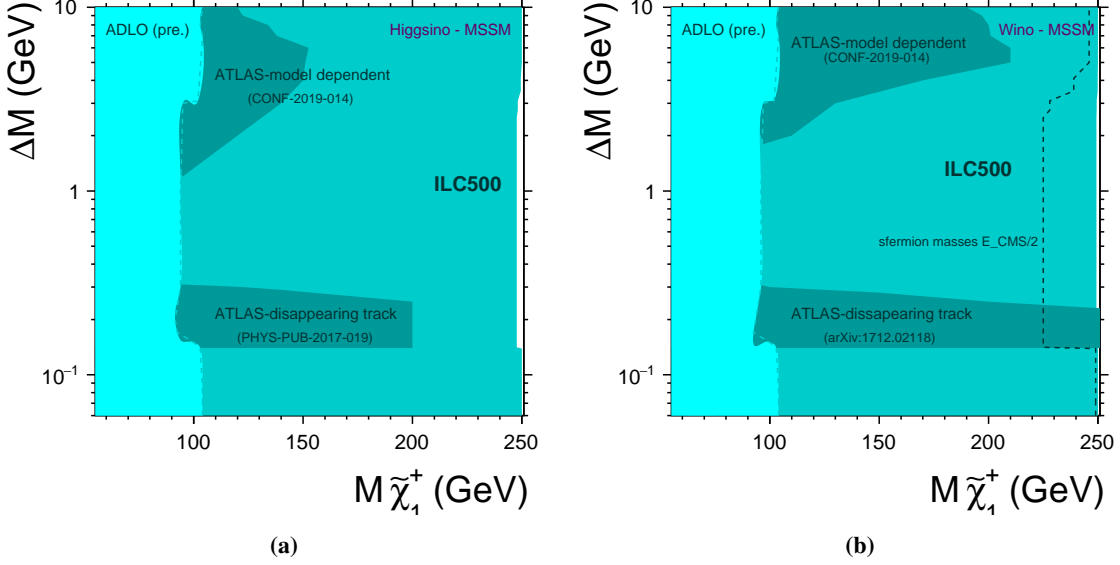 ΔM (GeV)
10
1
10⁻¹
ADLO (pre.)
Higgsino - MSSM
ATLAS-model dependent
(CONF-2019-014)
ILC500
ATLAS-disappearing track
(PHYS-PUB-2017-019)
100 150 200 250
M χ̃₁⁺ (GeV)
(a)
ΔM (GeV)
10
1
10⁻¹
ADLO (pre.)
Wino - MSSM
ATLAS-model dependent
(CONF-2019-014)
ILC500
sfermion masses E_CMS/2
ATLAS-dissapearing track
(arXiv:1712.02118)
100 150 200 250
M χ̃₁⁺ (GeV)
(b)